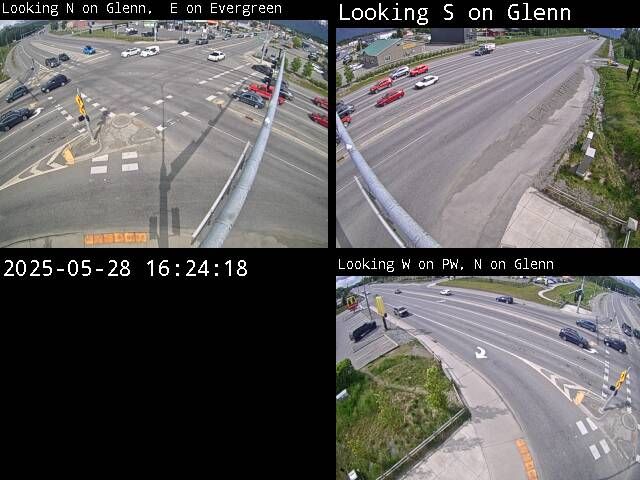 Looking N on Glenn,  E on Evergreen
Looking S on Glenn
2025-05-28 16:24:18
Looking W on PW, N on Glenn